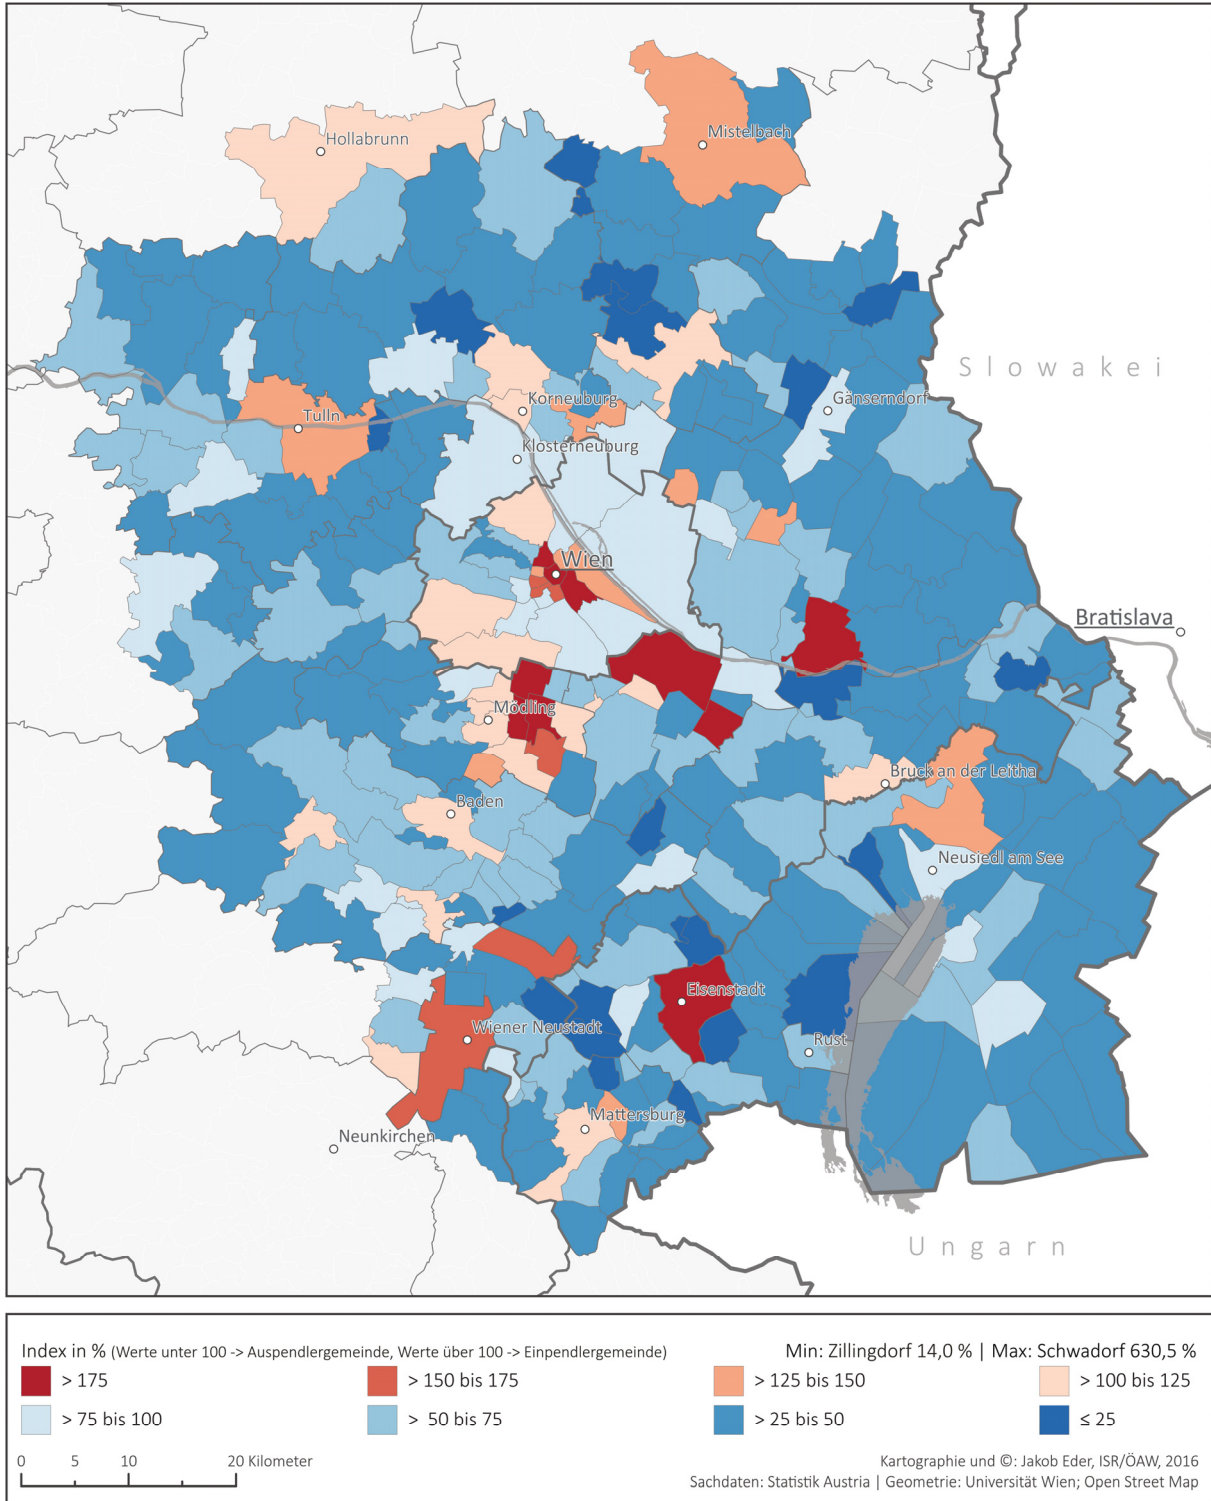 Hollabrunn
Mistelbach
Slowakei
Gänserndorf
Korneuburg
Tulln
Klosterneuburg
Wien
Bratislava
Mödling
Bruck an der Leitha
Baden
Neusiedl am See
Eisenstadt
Wiener Neustadt
Rust
Mattersburg
Neunkirchen
Ungarn
Index in % (Werte unter 100 -> Auspendlergemeinde, Werte über 100 -> Einpendlergemeinde)
Min: Zillingdorf 14,0 % | Max: Schwadorf 630,5 %
> 175
> 150 bis 175
> 125 bis 150
> 100 bis 125
> 75 bis 100
> 50 bis 75
> 25 bis 50
≤ 25
0 5 10 20 Kilometer
Kartographie und ©: Jakob Eder, ISR/ÖAW, 2016
Sachdaten: Statistik Austria | Geometrie: Universität Wien; Open Street Map